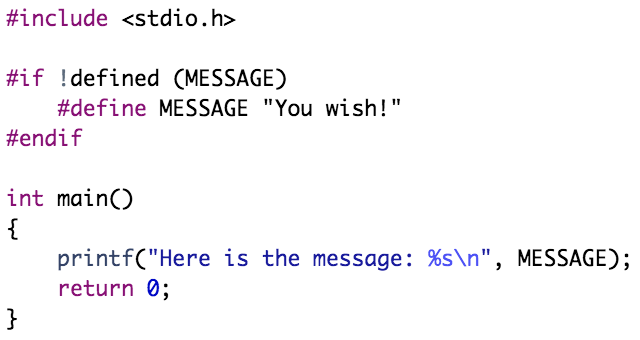 #include <stdio.h>

#if !defined (MESSAGE)
    #define MESSAGE "You wish!"
#endif

int main()
{
    printf("Here is the message: %s\n", MESSAGE);
    return 0;
}